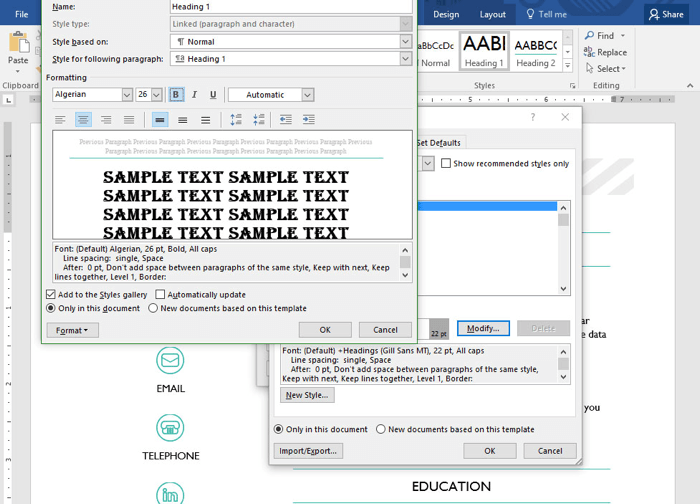 File
Design
Layout
Tell me
Share
Paste
Name:
Heading 1
Style type:
Linked (paragraph and character)
Style based on:
¶ Normal
Style for following paragraph:
¶a Heading 1
Formatting
Algerian
26
B I U
Automatic
Previous Paragraph Previous Paragraph Previous Paragraph Previous Paragraph Previous
Paragraph Previous Paragraph Previous Paragraph
SAMPLE TEXT SAMPLE TEXT
SAMPLE TEXT SAMPLE TEXT
SAMPLE TEXT SAMPLE TEXT
SAMPLE TEXT SAMPLE TEXT
Font: (Default) Algerian, 26 pt, Bold, All caps
Line spacing: single, Space
After: 0 pt, Don't add space between paragraphs of the same style, Keep with next, Keep
lines together, Level 1, Border:
Add to the Styles gallery
Automatically update
Only in this document
New documents based on this template
Format
OK
Cancel
BbCcDc
AABI
AABBC
Normal
Heading 1
Heading 2
Styles
Find
Replace
Select
Editing
Clipboard
7
1
1
2
3
?
Set Defaults
Show recommended styles only
22 pt
Modify...
Delete
Font: (Default) +Headings (Gill Sans MT), 22 pt, All caps
Line spacing: single, Space
After: 0 pt, Don't add space between paragraphs of the same style,
Keep with next, Keep lines together, Level 1, Border:
New Style...
Only in this document
New documents based on this template
Import/Export...
OK
Cancel
ar
e data
you
EMAIL
TELEPHONE
in
EDUCATION